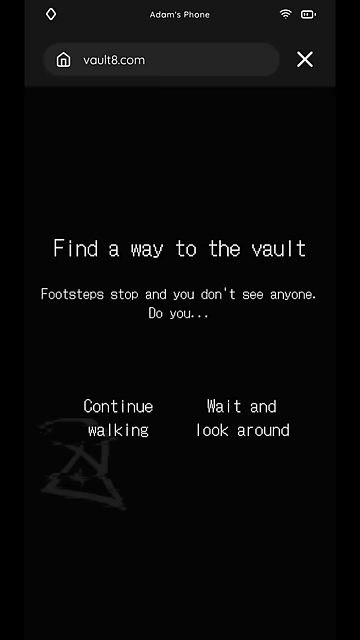 Adam's Phone
vault8.com
Find a way to the vault
Footsteps stop and you don't see anyone.
Do you...
Continue
walking
Wait and
look around